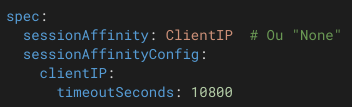 spec:
  sessionAffinity: ClientIP  # Ou "None"
  sessionAffinityConfig:
    clientIP:
      timeoutSeconds: 10800